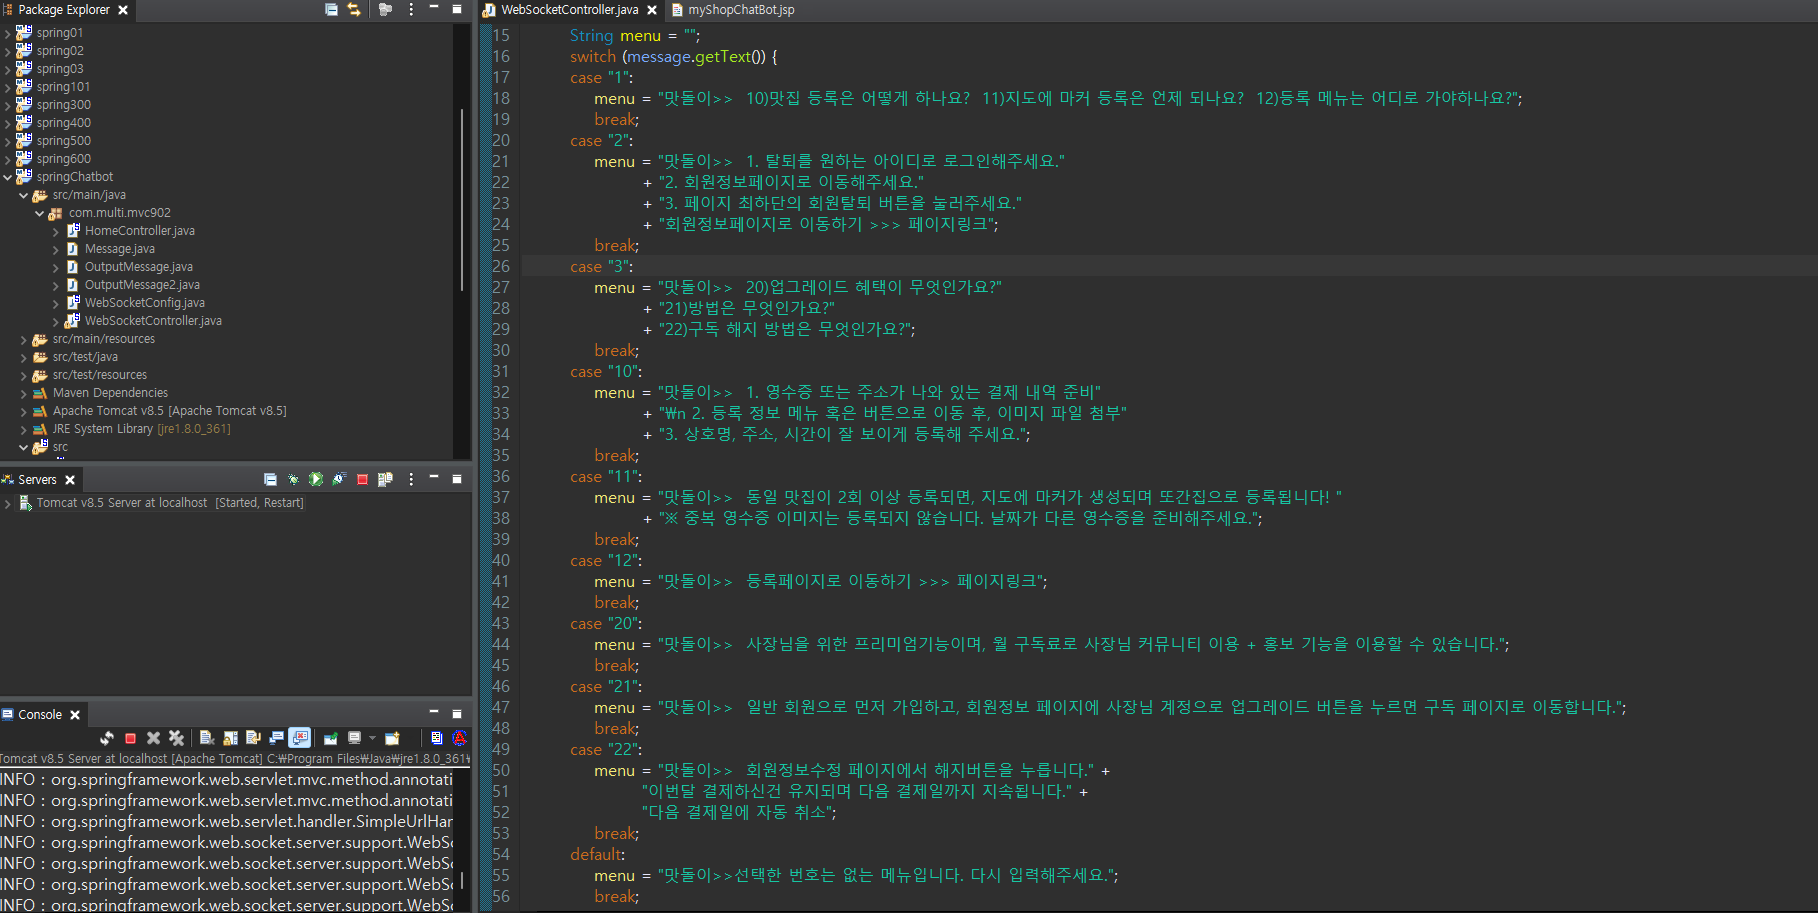 Package Explorer
spring01
spring02
spring03
spring101
spring300
spring400
spring500
spring600
springChatbot
src/main/java
com.multi.mvc902
HomeController.java
Message.java
OutputMessage.java
OutputMessage2.java
WebSocketConfig.java
WebSocketController.java
src/main/resources
src/test/java
src/test/resources
Maven Dependencies
Apache Tomcat v8.5 [Apache Tomcat v8.5]
JRE System Library [jre1.8.0_361]
src
Servers
Tomcat v8.5 Server at localhost [Started, Restart]
Console
Tomcat v8.5 Server at localhost [Apache Tomcat] C:₩Program Files₩Java₩jre1.8.0_361₩
INFO : org.springframework.web.servlet.mvc.method.annotati
INFO : org.springframework.web.servlet.mvc.method.annotati
INFO : org.springframework.web.servlet.handler.SimpleUrlHan
INFO : org.springframework.web.socket.server.support.WebSo
INFO : org.springframework.web.socket.server.support.WebSo
INFO : org.springframework.web.socket.server.support.WebSo
INFO : org.springframework.web.socket.server.support.WebSo
WebSocketController.java
myShopChatBot.jsp
15 String menu = "";
16 switch (message.getText()) {
17 case "1":
18 menu = "맛돌이>> 10)맛집 등록은 어떻게 하나요? 11)지도에 마커 등록은 언제 되나요? 12)등록 메뉴는 어디로 가야하나요?";
19 break;
20 case "2":
21 menu = "맛돌이>> 1. 탈퇴를 원하는 아이디로 로그인해주세요."
22 + "2. 회원정보페이지로 이동해주세요."
23 + "3. 페이지 최하단의 회원탈퇴 버튼을 눌러주세요."
24 + "회원정보페이지로 이동하기 >>> 페이지링크";
25 break;
26 case "3":
27 menu = "맛돌이>> 20)업그레이드 혜택이 무엇인가요?"
28 + "21)방법은 무엇인가요?"
29 + "22)구독 해지 방법은 무엇인가요?";
30 break;
31 case "10":
32 menu = "맛돌이>> 1. 영수증 또는 주소가 나와 있는 결제 내역 준비"
33 + "₩n 2. 등록 정보 메뉴 혹은 버튼으로 이동 후, 이미지 파일 첨부"
34 + "3. 상호명, 주소, 시간이 잘 보이게 등록해 주세요.";
35 break;
36 case "11":
37 menu = "맛돌이>> 동일 맛집이 2회 이상 등록되면, 지도에 마커가 생성되며 또간집으로 등록됩니다! "
38 + "※ 중복 영수증 이미지는 등록되지 않습니다. 날짜가 다른 영수증을 준비해주세요.";
39 break;
40 case "12":
41 menu = "맛돌이>> 등록페이지로 이동하기 >>> 페이지링크";
42 break;
43 case "20":
44 menu = "맛돌이>> 사장님을 위한 프리미엄기능이며, 월 구독료로 사장님 커뮤니티 이용 + 홍보 기능을 이용할 수 있습니다.";
45 break;
46 case "21":
47 menu = "맛돌이>> 일반 회원으로 먼저 가입하고, 회원정보 페이지에 사장님 계정으로 업그레이드 버튼을 누르면 구독 페이지로 이동합니다.";
48 break;
49 case "22":
50 menu = "맛돌이>> 회원정보수정 페이지에서 해지버튼을 누릅니다." +
51 "이번달 결제하신건 유지되며 다음 결제일까지 지속됩니다." +
52 "다음 결제일에 자동 취소";
53 break;
54 default:
55 menu = "맛돌이>>선택한 번호는 없는 메뉴입니다. 다시 입력해주세요.";
56 break;